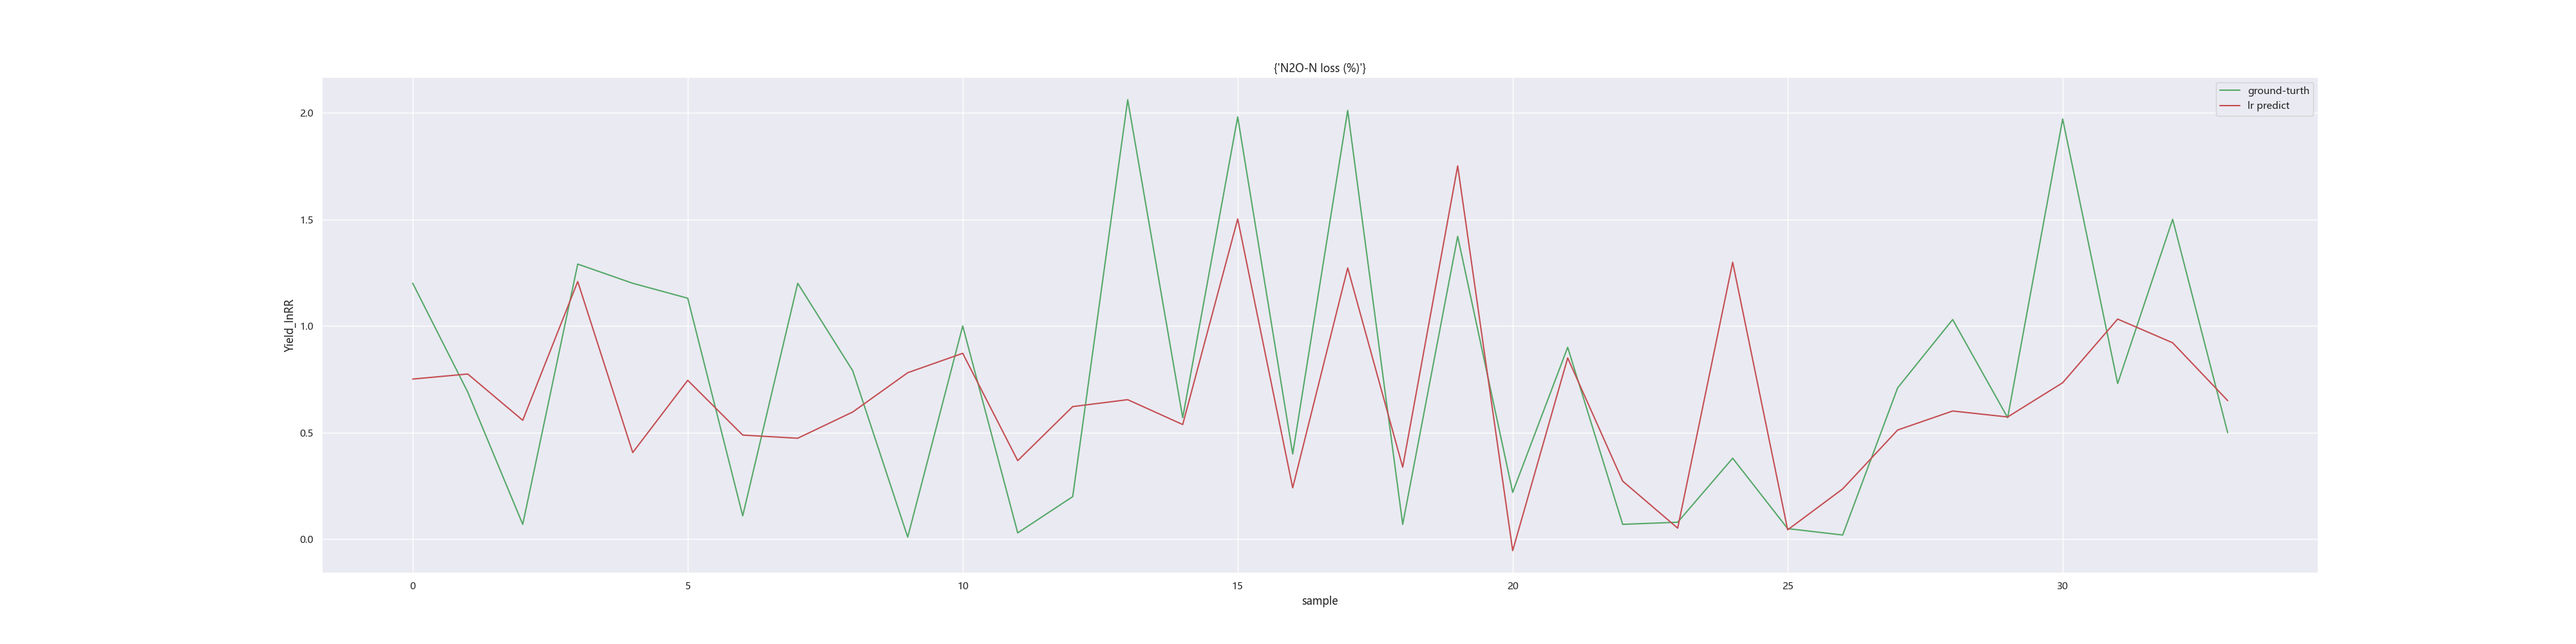 {'N2O-N loss (%)'}
ground-turth
lr predict
Yield_lnRR
2.0
1.5
1.0
0.5
0.0
0 5 10 15 20 25 30
sample